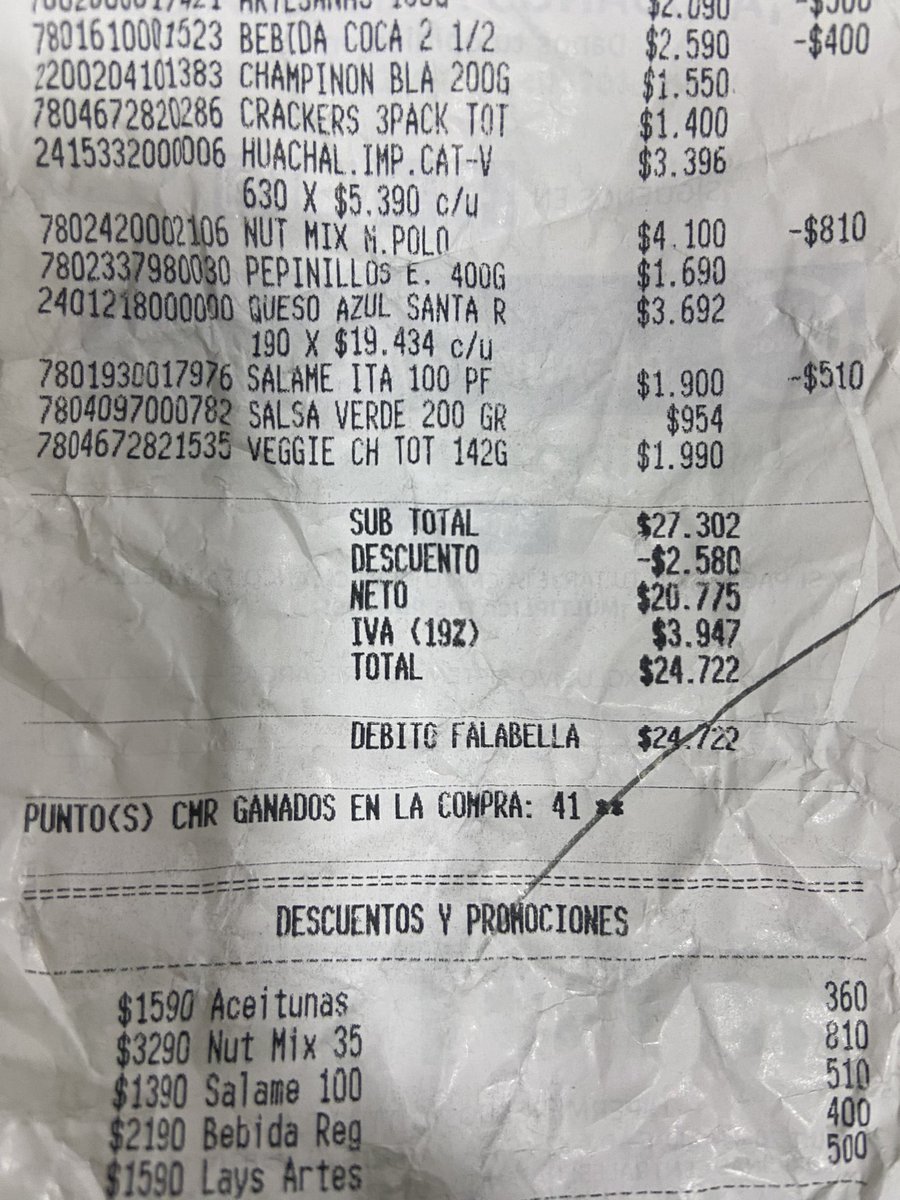 ARTESANAS 100G $2.090 -$500
7801610001523 BEBIDA COCA 2 1/2 $2.590 -$400
2200204101383 CHAMPINON BLA 200G $1.550
7804672820286 CRACKERS 3PACK TOT $1.400
2415332000006 HUACHAL.IMP.CAT-V $3.396
630 X $5.390 c/u
7802420002106 NUT MIX M.POLO $4.100 -$810
7802337980030 PEPINILLOS E. 400G $1.690
2401218000090 QUESO AZUL SANTA R $3.692
190 X $19.434 c/u
7801930017976 SALAME ITA 100 PF $1.900 -$510
7804097000782 SALSA VERDE 200 GR $954
7804672821535 VEGGIE CH TOT 142G $1.990
SUB TOTAL $27.302
DESCUENTO -$2.580
NETO $20.775
IVA (19%) $3.947
TOTAL $24.722
DEBITO FALABELLA $24.722
PUNTO(S) CMR GANADOS EN LA COMPRA: 41 **
DESCUENTOS Y PROMOCIONES
$1590 Aceitunas 360
$3290 Nut Mix 35 810
$1390 Salame 100 510
$2190 Bebida Reg 400
$1590 Lays Artes 500